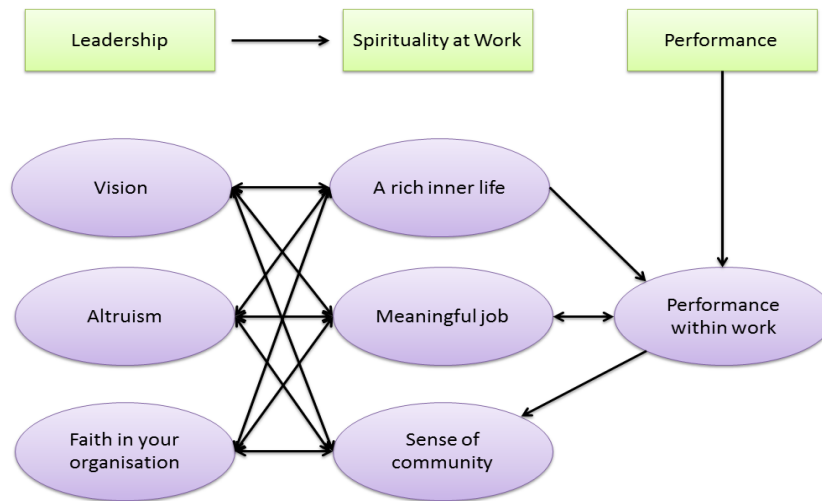 Leadership
Spirituality at Work
Performance
Vision
A rich inner life
Altruism
Meaningful job
Performance
within work
Faith in your
organisation
Sense of
community